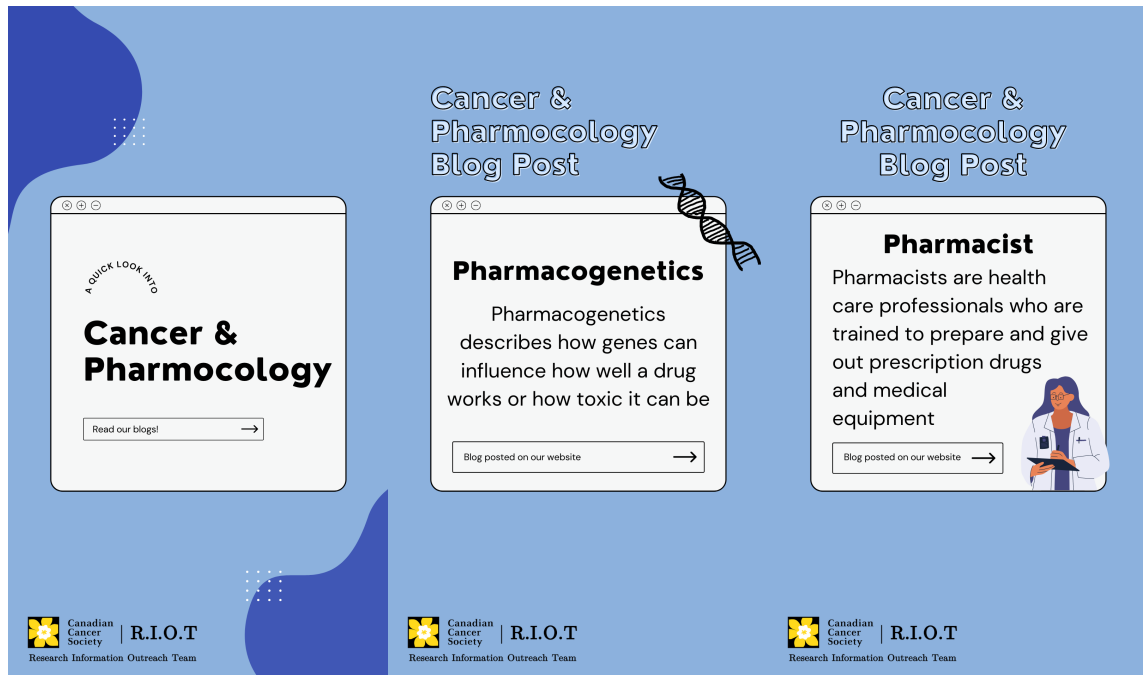 A QUICK LOOK INTO
Cancer &
Pharmocology
Read our blogs!
Canadian
Cancer
Society
R.I.O.T
Research Information Outreach Team
Cancer &
Pharmocology
Blog Post
Pharmacogenetics
Pharmacogenetics
describes how genes can
influence how well a drug
works or how toxic it can be
Blog posted on our website
Canadian
Cancer
Society
R.I.O.T
Research Information Outreach Team
Cancer &
Pharmocology
Blog Post
Pharmacist
Pharmacists are health
care professionals who are
trained to prepare and give
out prescription drugs
and medical
equipment
Blog posted on our website
Canadian
Cancer
Society
R.I.O.T
Research Information Outreach Team